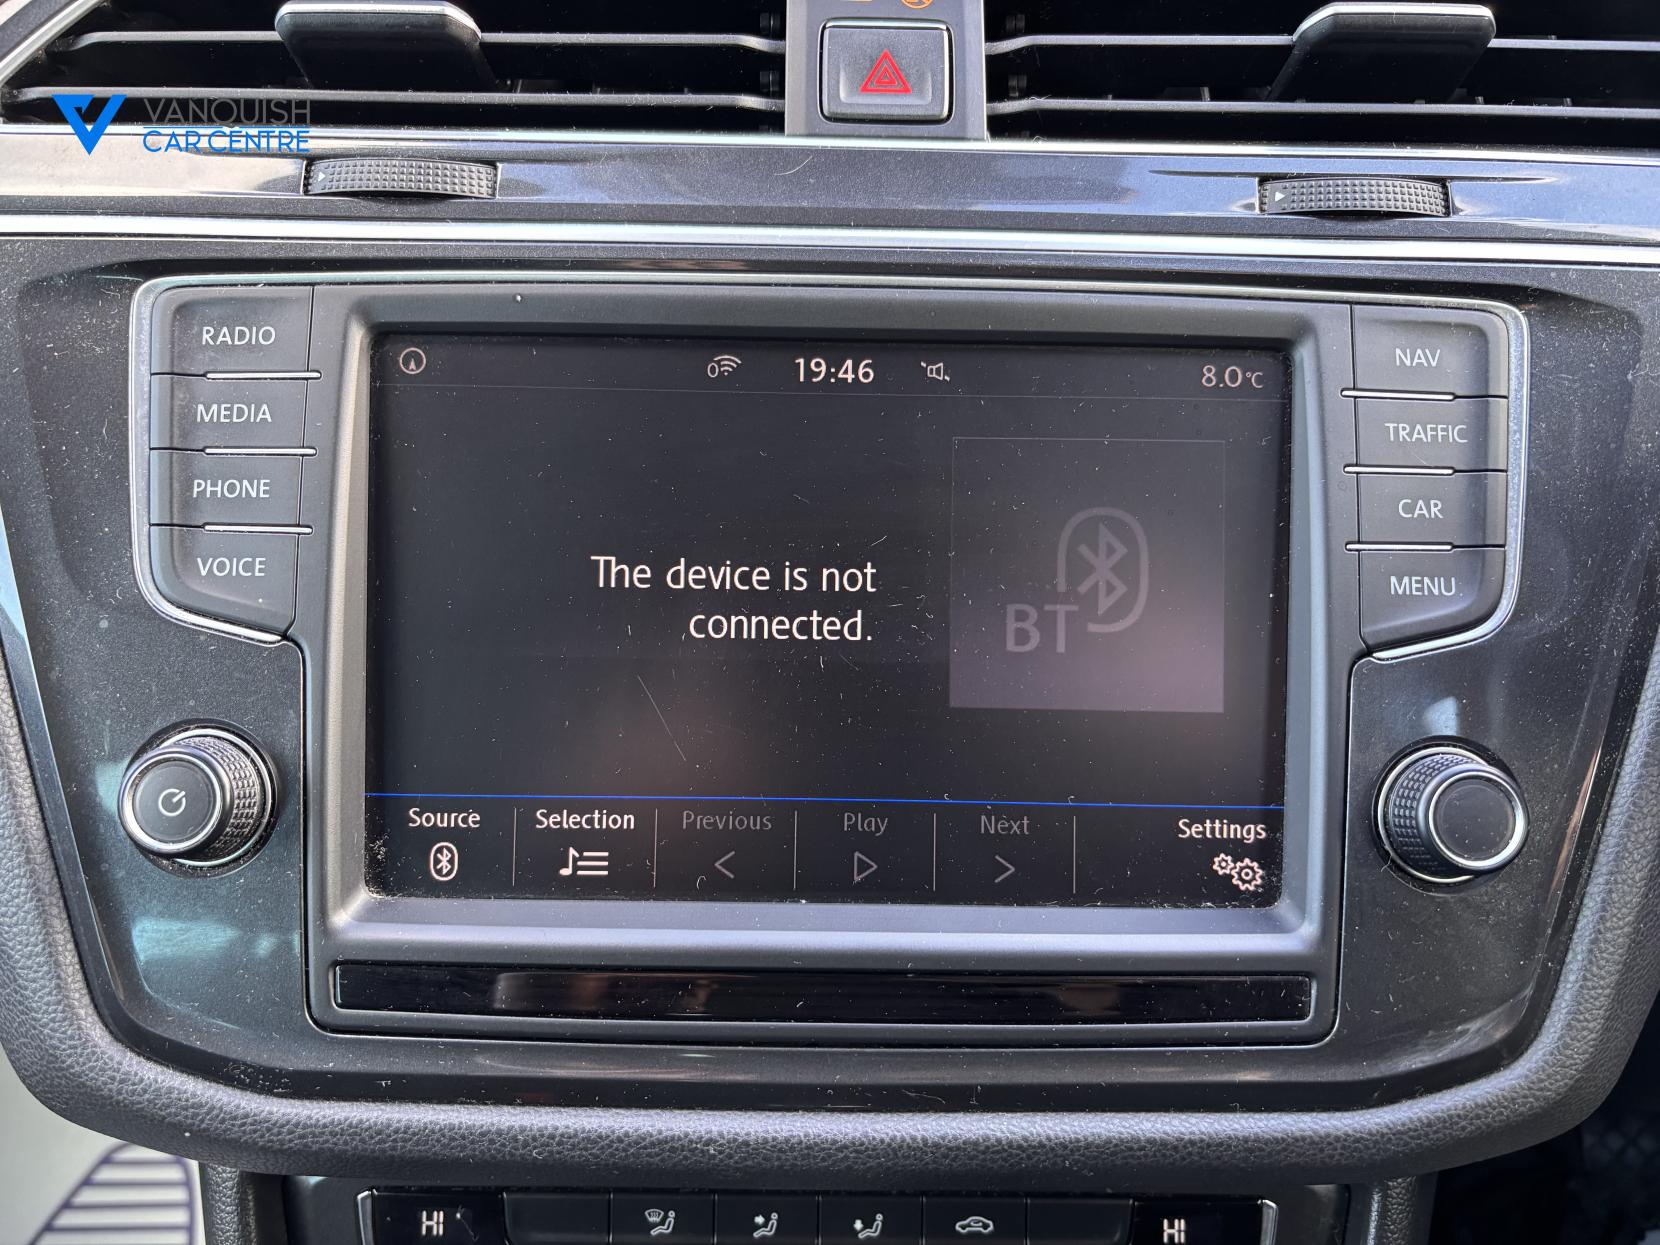 VANQUISH
CAR CENTRE
RADIO
MEDIA
PHONE
VOICE
0
19:46
8.0°C
The device is not
connected.
BT
Source
Selection
Previous
Play
Next
Settings
NAV
TRAFFIC
CAR
MENU
HI
HI